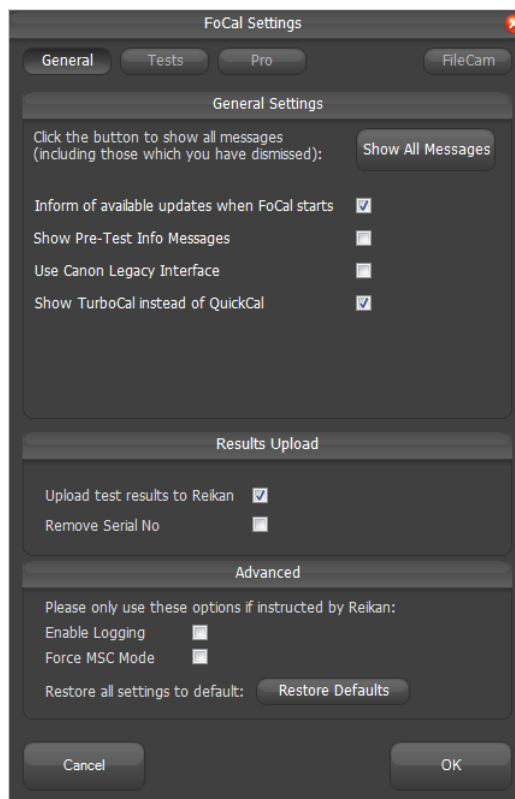 FoCal Settings
General Tests Pro FileCam
General Settings
Click the button to show all messages
(including those which you have dismissed):
Show All Messages
Inform of available updates when FoCal starts
Show Pre-Test Info Messages
Use Canon Legacy Interface
Show TurboCal instead of QuickCal
Results Upload
Upload test results to Reikan
Remove Serial No
Advanced
Please only use these options if instructed by Reikan:
Enable Logging
Force MSC Mode
Restore all settings to default: Restore Defaults
Cancel OK